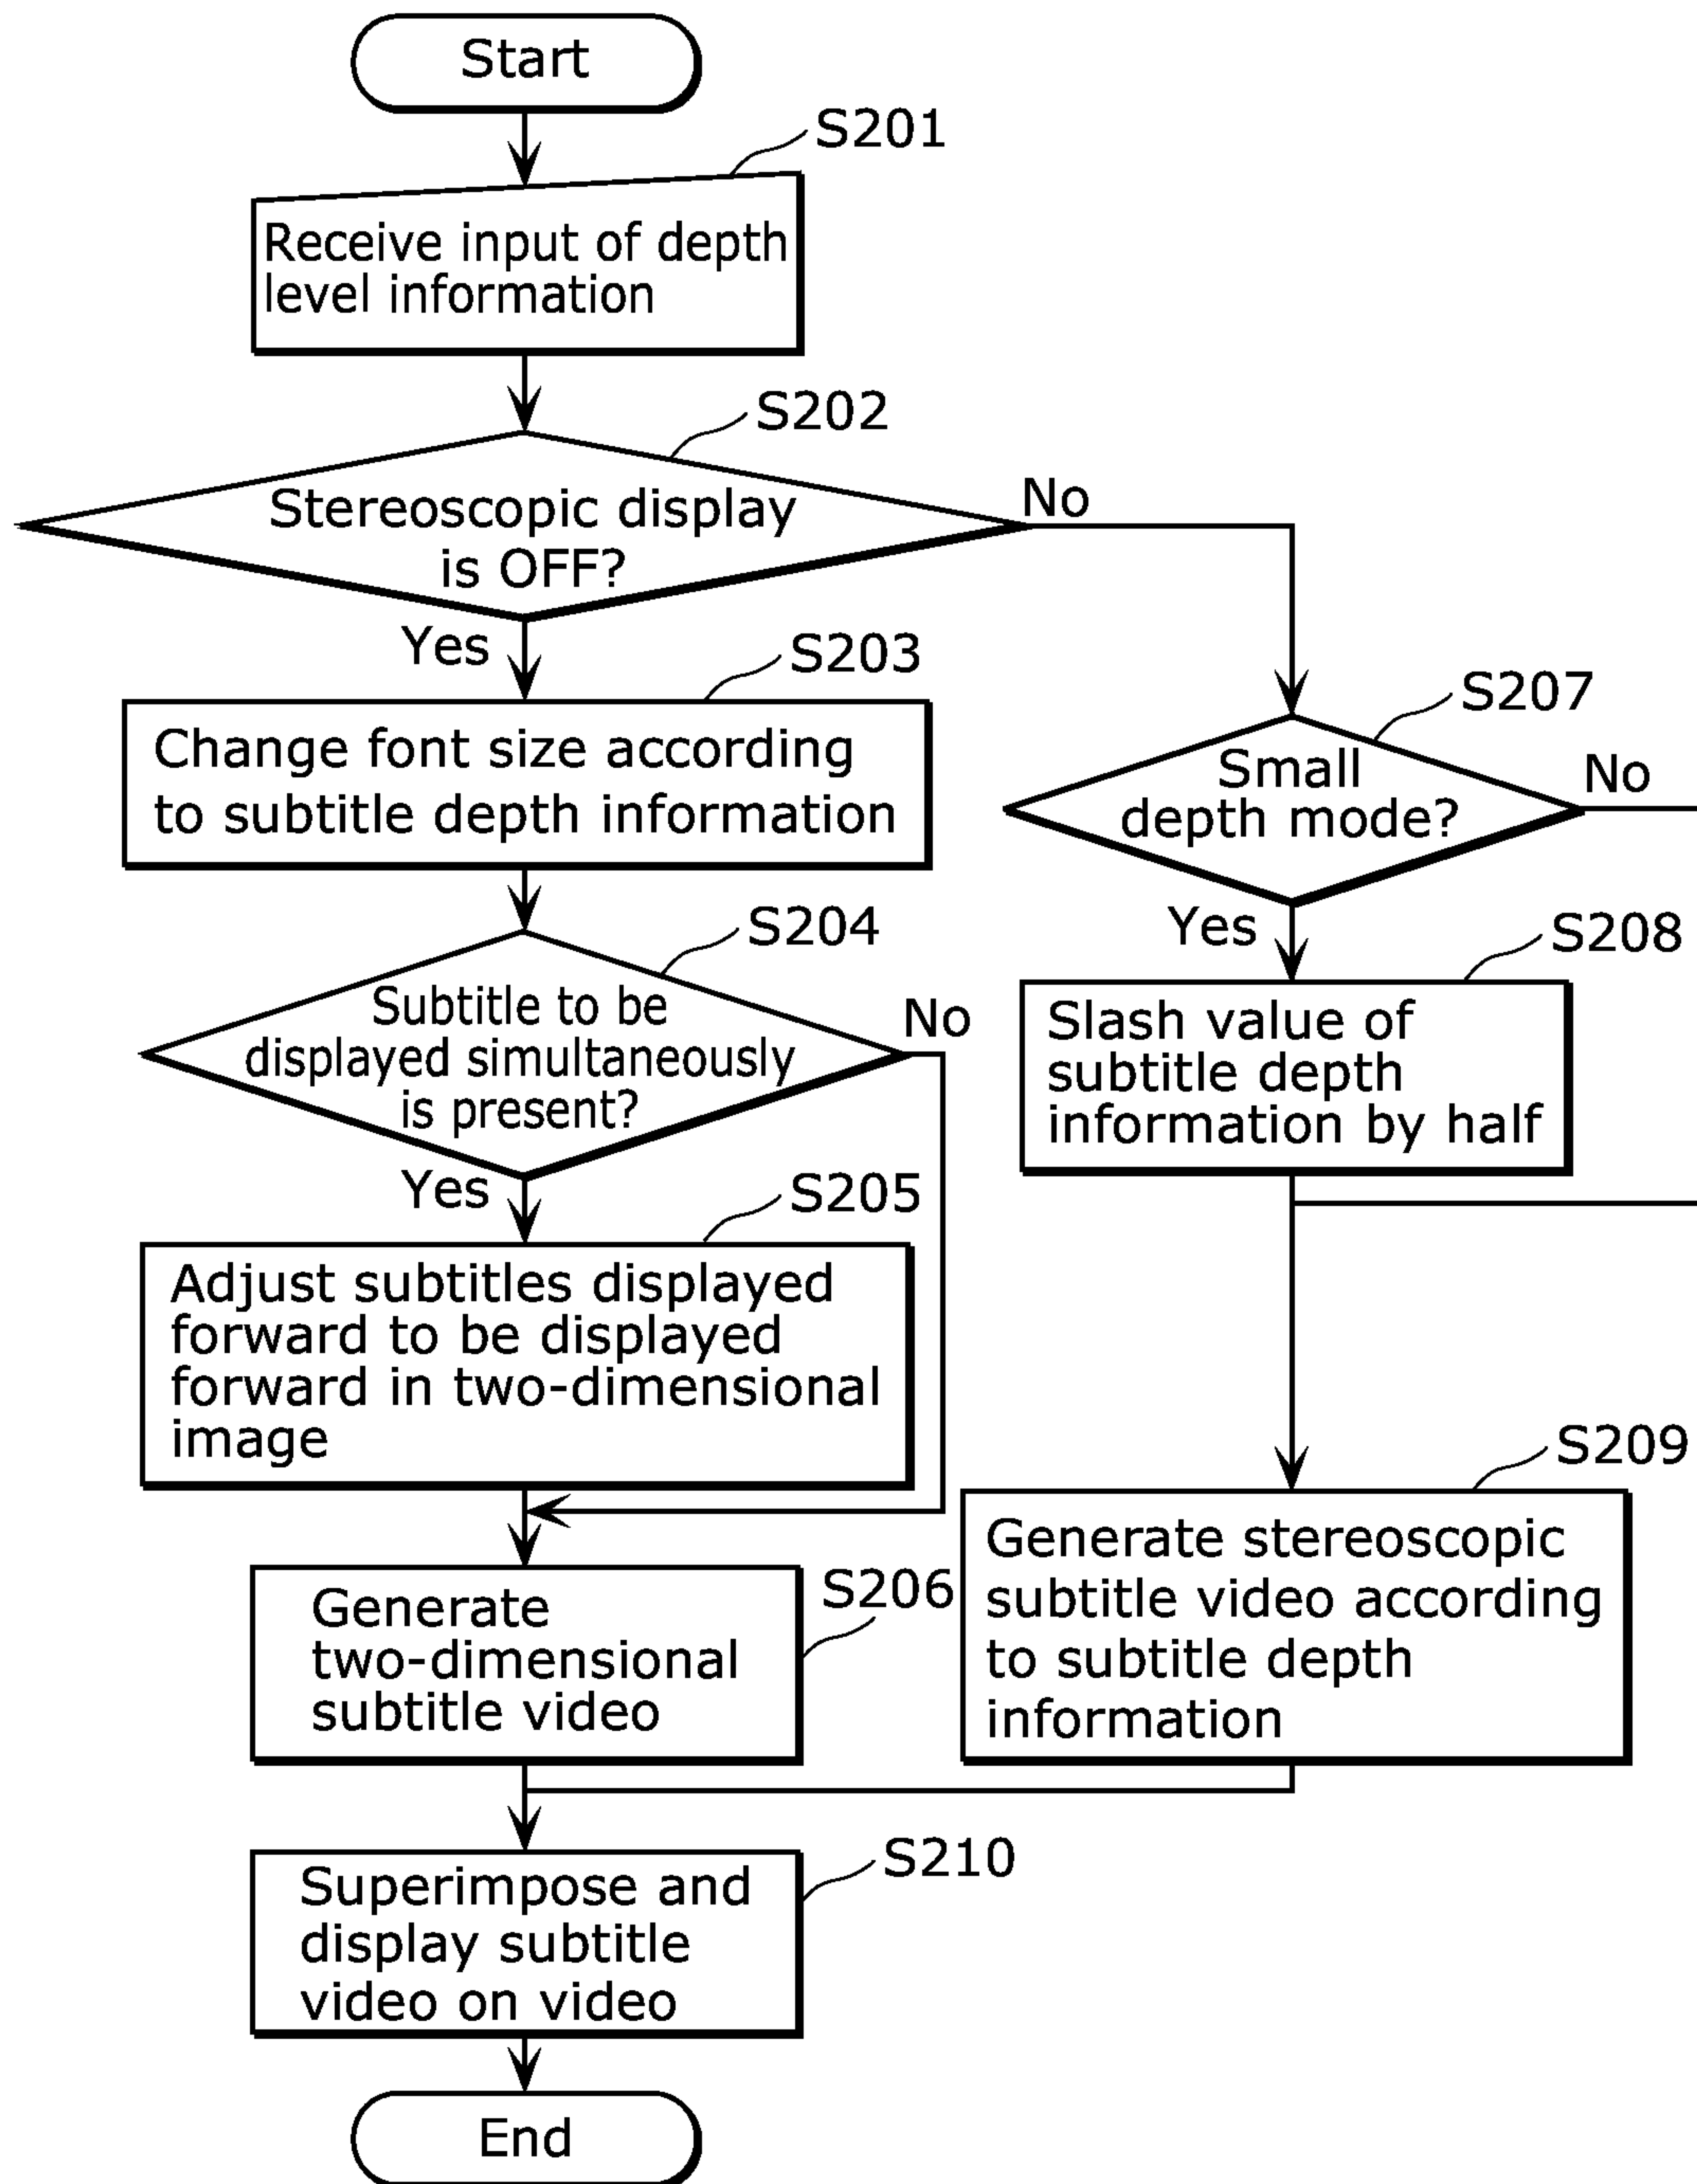 Start
S201
Receive input of depth
level information
S202
Stereoscopic display
is OFF?
No
Yes
S203
Change font size according
to subtitle depth information
S204
Subtitle to be
displayed simultaneously
is present?
No
Yes
S205
Adjust subtitles displayed
forward to be displayed
forward in two-dimensional
image
S206
Generate
two-dimensional
subtitle video
S207
Small
depth mode?
No
Yes
S208
Slash value of
subtitle depth
information by half
S209
Generate stereoscopic
subtitle video according
to subtitle depth
information
S210
Superimpose and
display subtitle
video on video
End